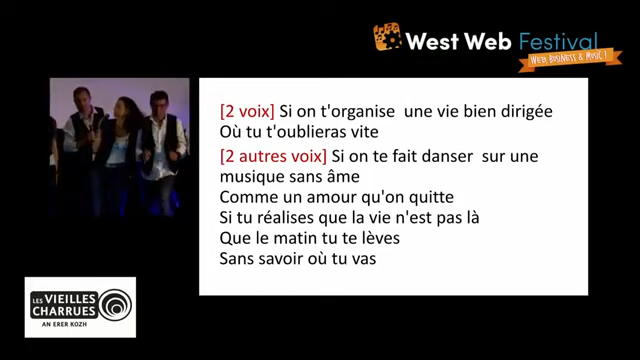 West Web Festival
WEB, BUSINESS & MUSIC !
[2 voix] Si on t'organise une vie bien dirigée
Où tu t'oublieras vite
[2 autres voix] Si on te fait danser sur une
musique sans âme
Comme un amour qu'on quitte
Si tu réalises que la vie n'est pas là
Que le matin tu te lèves
Sans savoir où tu vas
LES VIEILLES
CHARRUES
AN ERER KOZH